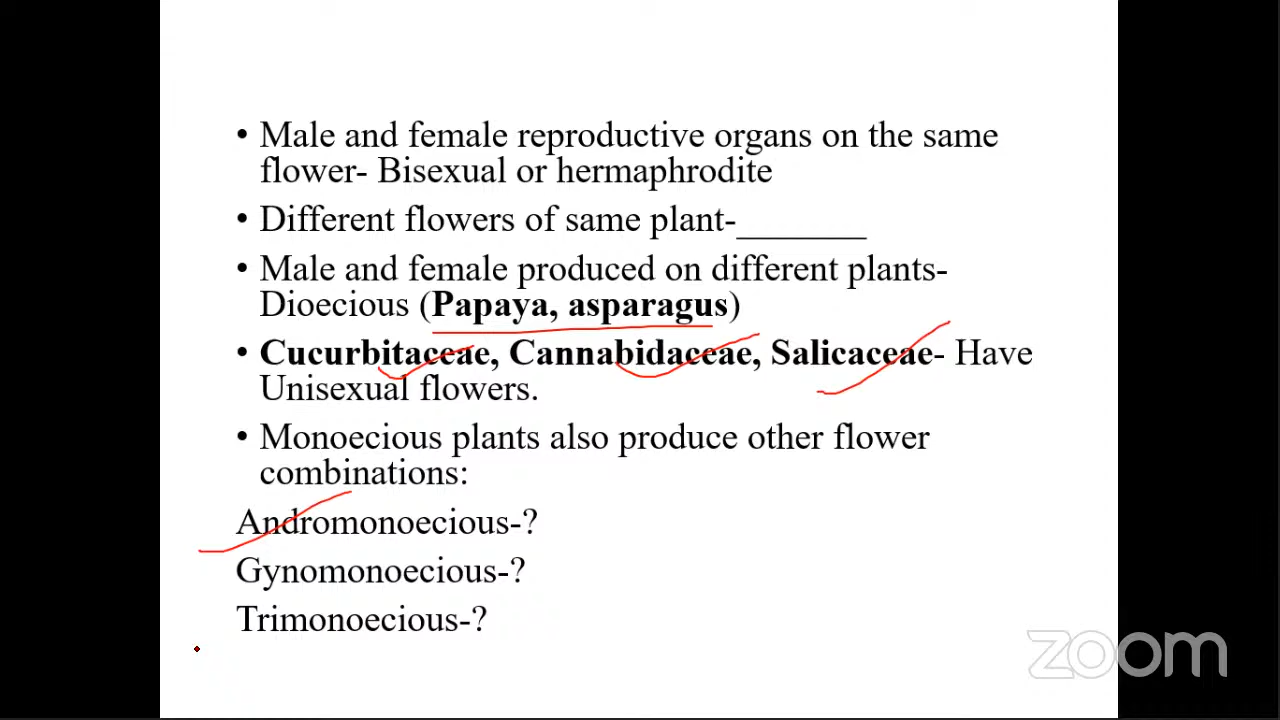 • Male and female reproductive organs on the same
flower- Bisexual or hermaphrodite
• Different flowers of same plant-_______
• Male and female produced on different plants-
Dioecious (Papaya, asparagus)
• Cucurbitaceae, Cannabidaceae, Salicaceae- Have
Unisexual flowers.
• Monoecious plants also produce other flower
combinations:
Andromonoecious-?
Gynomonoecious-?
Trimonoecious-?
zoom